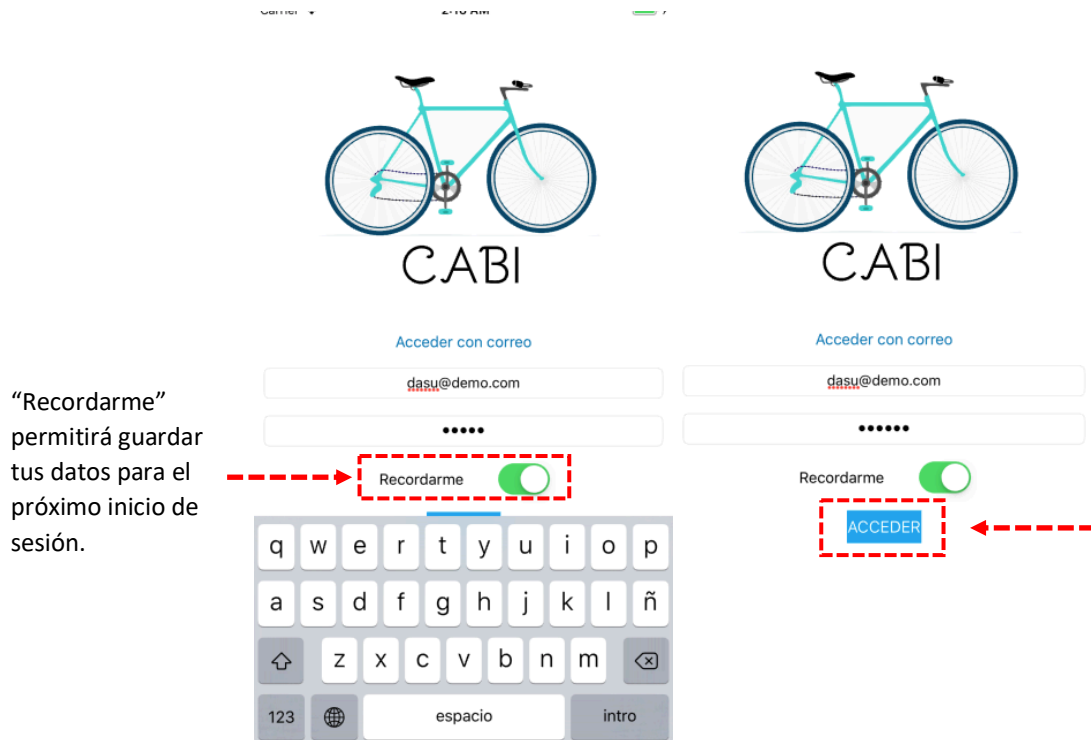 “Recordarme”
permitirá guardar
tus datos para el
próximo inicio de
sesión.
CABI
Acceder con correo
dasu@demo.com
•••••
Recordarme
q w e r t y u i o p
a s d f g h j k l ñ
z x c v b n m
123 espacio intro
CABI
Acceder con correo
dasu@demo.com
••••••
Recordarme
ACCEDER